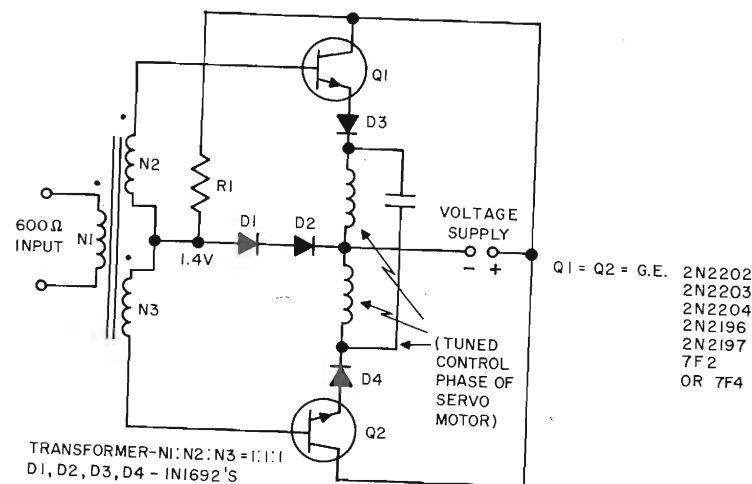 Q1
D3
N2
R1
600Ω
INPUT
N1
D1
D2
VOLTAGE
SUPPLY
- +
1.4V
N3
Q1 = Q2 = G.E. 2N2202
2N2203
2N2204
2N2196
2N2197
7F2
OR 7F4
(TUNED
CONTROL
PHASE OF
SERVO
MOTOR)
D4
Q2
TRANSFORMER-N1:N2:N3=1:1:1
D1, D2, D3, D4 - IN1692'S